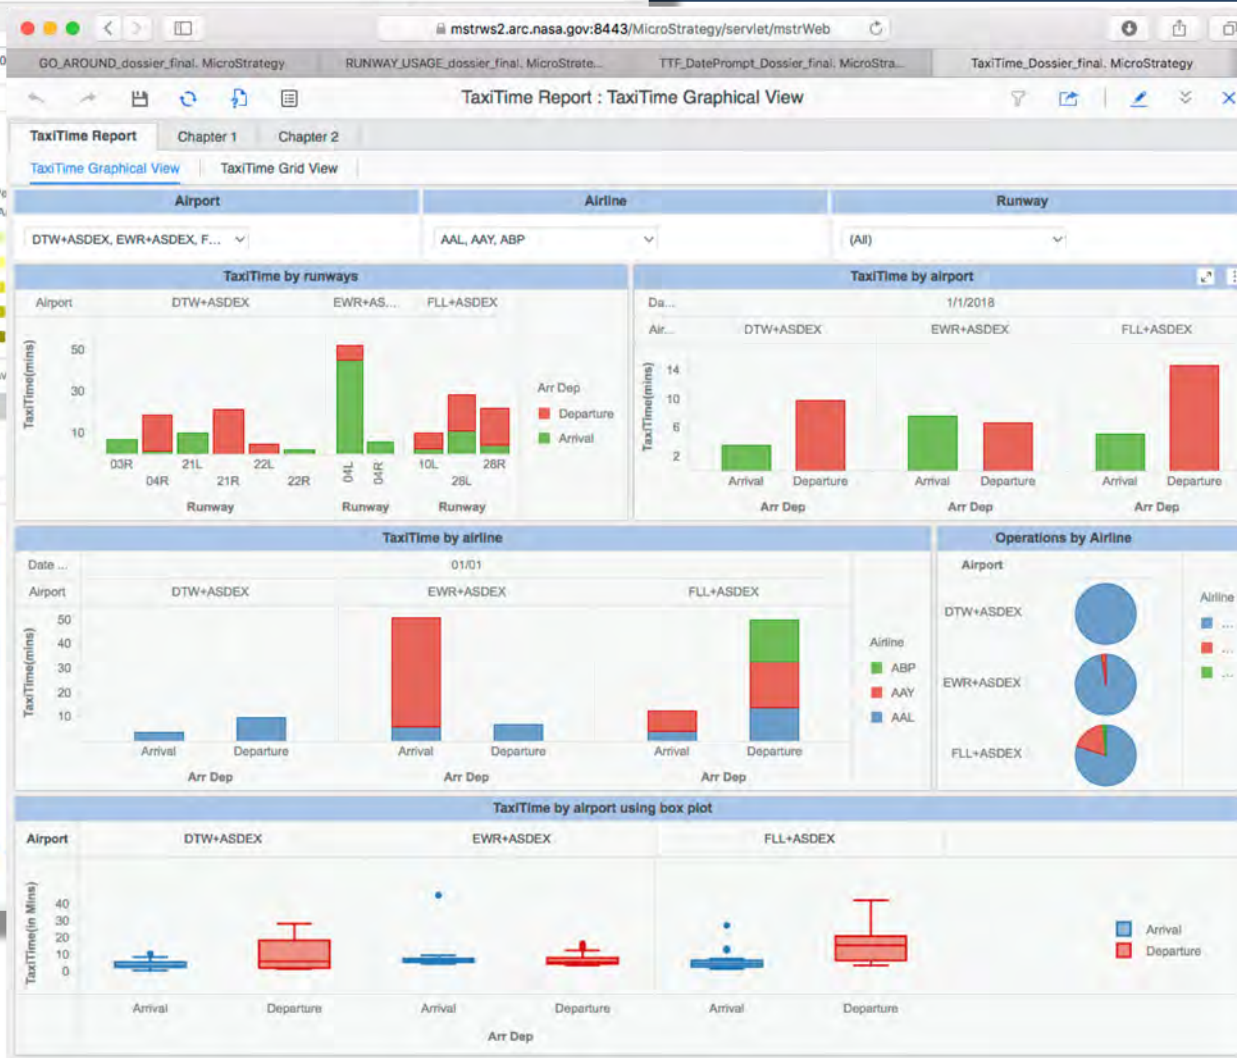 mstrws2.arc.nasa.gov:8443/MicroStrategy/servlet/mstrWeb
GO_AROUND_dossier_final. MicroStrategy
RUNWAY_USAGE_dossier_final. MicroStrate...
TTF_DatePrompt_Dossier_final. MicroStra...
TaxiTime_Dossier_final. MicroStrategy
TaxiTime Report : TaxiTime Graphical View
TaxiTime Report Chapter 1 Chapter 2
TaxiTime Graphical View TaxiTime Grid View
Airport Airline Runway
DTW+ASDEX, EWR+ASDEX, F... AAL, AAY, ABP (All)
TaxiTime by runways
Airport DTW+ASDEX EWR+AS... FLL+ASDEX
TaxiTime(mins)
50
30
10
03R 21L 22L 04L 04R 10L 28R
04R 21R 22R 28L
Runway Runway Runway
Arr Dep
Departure
Arrival
TaxiTime by airport
Da... 1/1/2018
Air... DTW+ASDEX EWR+ASDEX FLL+ASDEX
TaxiTime(mins)
14
10
6
2
Arrival Departure Arrival Departure Arrival Departure
Arr Dep Arr Dep Arr Dep
TaxiTime by airline
Date ... 01/01
Airport DTW+ASDEX EWR+ASDEX FLL+ASDEX
TaxiTime(mins)
50
40
30
20
10
Arrival Departure Arrival Departure Arrival Departure
Arr Dep Arr Dep Arr Dep
Airline
ABP
AAY
AAL
Operations by Airline
Airport
DTW+ASDEX
EWR+ASDEX
FLL+ASDEX
Airline
...
...
...
TaxiTime by airport using box plot
Airport DTW+ASDEX EWR+ASDEX FLL+ASDEX
TaxiTime(in Mins)
40
30
20
10
0
Arrival Departure Arrival Departure Arrival Departure
Arr Dep
Arrival
Departure